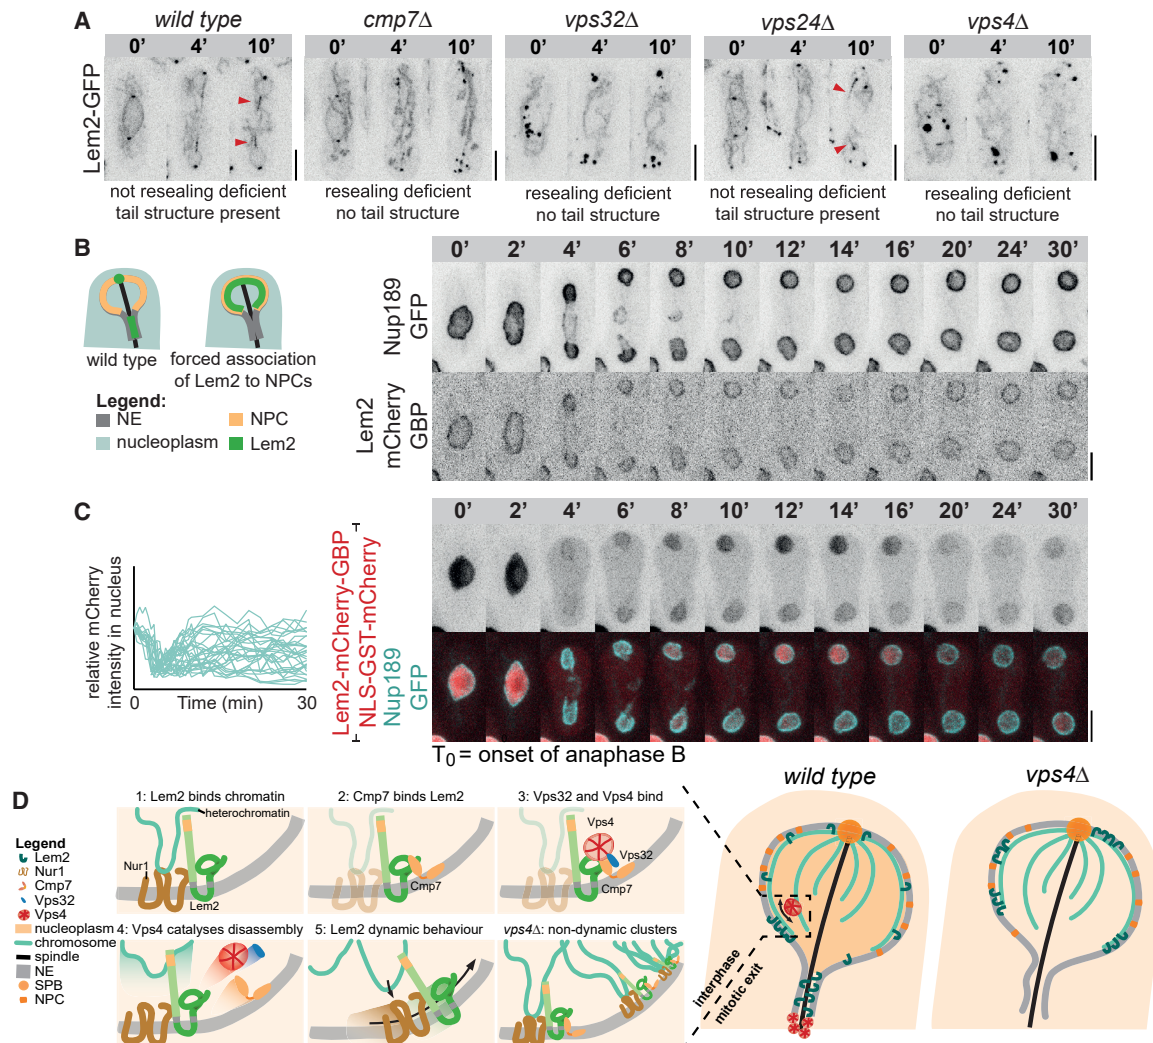 A
wild type
cmp7Δ
vps32Δ
vps24Δ
vps4Δ
0’ 4’ 10’
0’ 4’ 10’
0’ 4’ 10’
0’ 4’ 10’
0’ 4’ 10’
Lem2-GFP
not resealing deficient
tail structure present
resealing deficient
no tail structure
resealing deficient
no tail structure
not resealing deficient
tail structure present
resealing deficient
no tail structure
B
wild type
forced association
of Lem2 to NPCs
Legend:
NE
NPC
nucleoplasm
Lem2
0’ 2’ 4’ 6’ 8’ 10’ 12’ 14’ 16’ 20’ 24’ 30’
Nup189
GFP
Lem2
mCherry
GBP
C
relative mCherry
intensity in nucleus
0 Time (min) 30
Lem2-mCherry-GBP
NLS-GST-mCherry
Nup189
GFP
0’ 2’ 4’ 6’ 8’ 10’ 12’ 14’ 16’ 20’ 24’ 30’
T0 = onset of anaphase B
D
Legend
Lem2
Nur1
Cmp7
Vps32
Vps4
nucleoplasm
chromosome
spindle
NE
SPB
NPC
1: Lem2 binds chromatin
heterochromatin
Nur1
Lem2
2: Cmp7 binds Lem2
Cmp7
3: Vps32 and Vps4 bind
Vps4
Vps32
Cmp7
4: Vps4 catalyses disassembly
5: Lem2 dynamic behaviour
vps4Δ: non-dynamic clusters
wild type
vps4Δ
interphase
mitotic exit